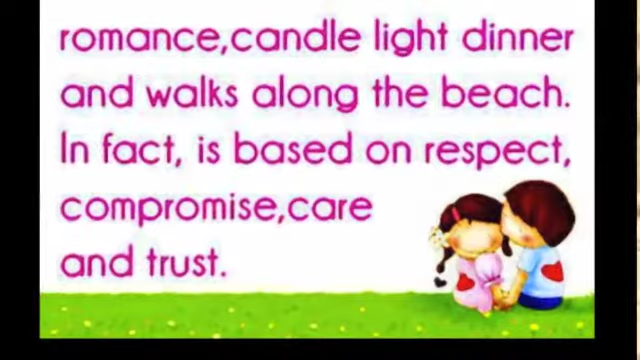 romance,candle light dinner
and walks along the beach.
In fact, is based on respect,
compromise,care
and trust.